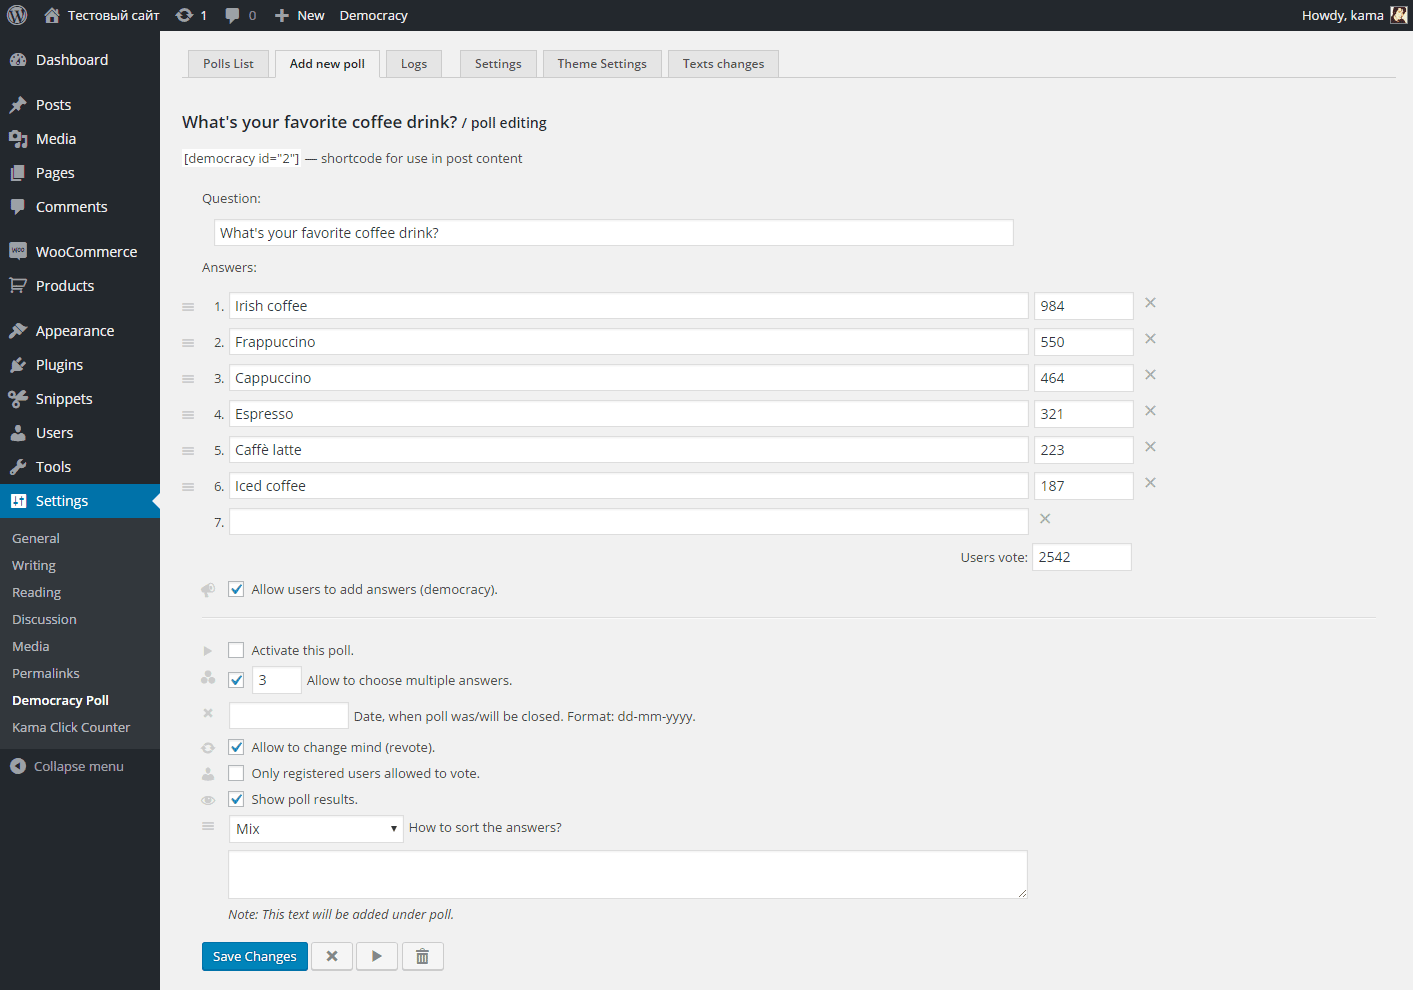 Тестовый сайт 1 0 New Democracy Howdy, kama
Dashboard
Posts
Media
Pages
Comments
WOO WooCommerce
Products
Appearance
Plugins
Snippets
Users
Tools
Settings
General
Writing
Reading
Discussion
Media
Permalinks
Democracy Poll
Kama Click Counter
Collapse menu
Polls List Add new poll Logs Settings Theme Settings Texts changes
What's your favorite coffee drink? / poll editing
[democracy id="2"] — shortcode for use in post content
Question:
What's your favorite coffee drink?
Answers:
1. Irish coffee 984
2. Frappuccino 550
3. Cappuccino 464
4. Espresso 321
5. Caffè latte 223
6. Iced coffee 187
7.
Users vote: 2542
Allow users to add answers (democracy).
Activate this poll.
3 Allow to choose multiple answers.
Date, when poll was/will be closed. Format: dd-mm-yyyy.
Allow to change mind (revote).
Only registered users allowed to vote.
Show poll results.
Mix How to sort the answers?
Note: This text will be added under poll.
Save Changes